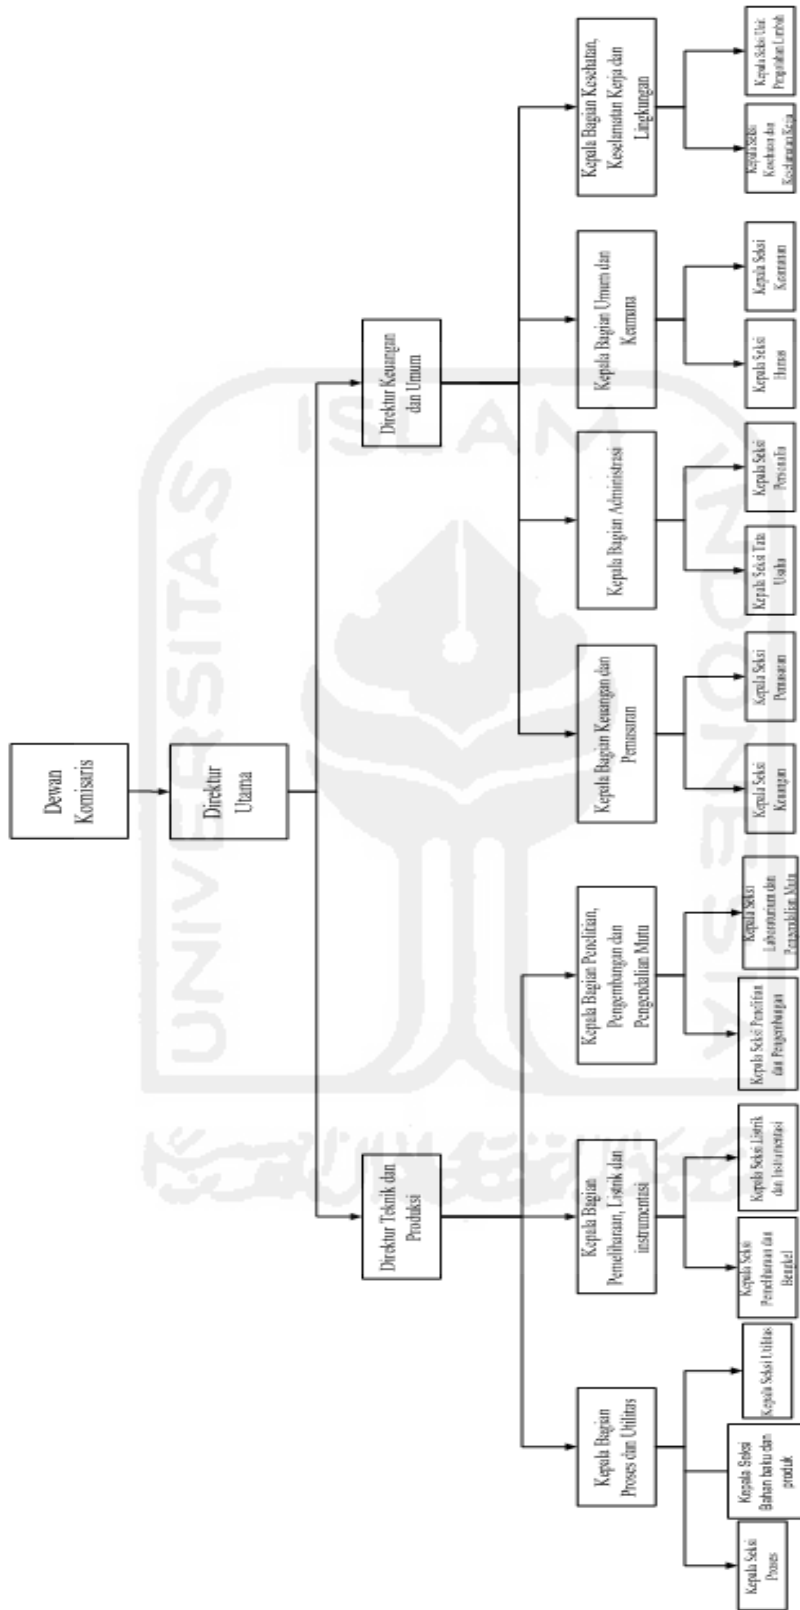 Dewan
Komisaris
Direktur
Utama
Direktur Teknik dan
Produksi
Direktur Keuangan
dan Umum
Kepala Bagian
Proses dan Utilitas
Kepala Bagian
Pemeliharaan, Listrik dan
instrumentasi
Kepala Bagian Penelitian,
Pengembangan dan
Pengendalian Mutu
Kepala Bagian Keuangan dan
Pemasaran
Kepala Bagian Administrasi
Kepala Bagian Umum dan
Keamana
Kepala Bagian Kesehatan,
Keselamatan Kerja dan
Lingkungan
Kepala Seksi
Proses
Kepala Seksi
Bahan baku dan
produk
Kepala Seksi Utilitas
Kepala Seksi
Pemeliharaan dan
Bengkel
Kepala Seksi Listrik
dan Instrumentasi
Kepala Seksi Penelitian
dan Pengembangan
Kepala Seksi
Laboraturium dan
Pengendalian Mutu
Kepala Seksi
Keuangan
Kepala Seksi
Pemasaran
Kepala Seksi Tata
Usaha
Kepala Seksi
Personalia
Kepala Seksi
Humas
Kepala Seksi
Keamanan
Kepala Seksi
Kesehatan dan
Keselamatan Kerja
Kepala Seksi Unit
Pengolahan Limbah
UNIVERSITAS
ISLAM
INDONESIA